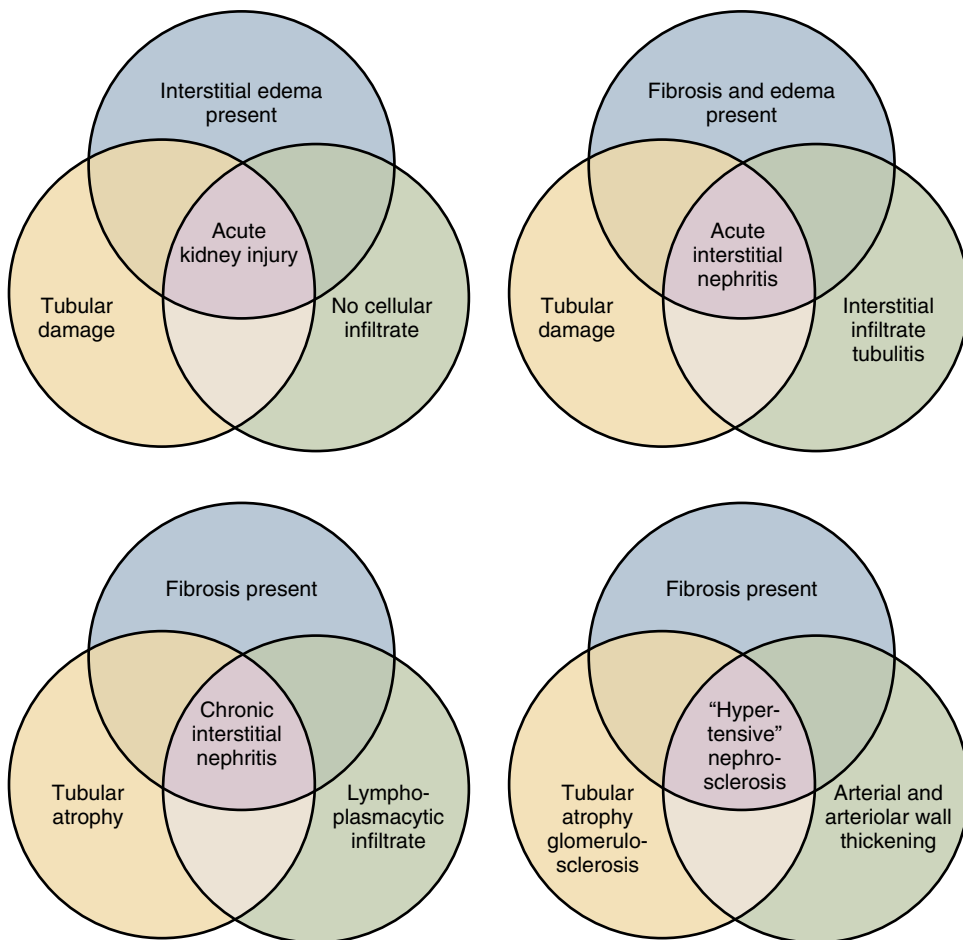 Interstitial edema
present
Acute
kidney injury
Tubular
damage
No cellular
infiltrate
Fibrosis and edema
present
Acute
interstitial
nephritis
Tubular
damage
Interstitial
infiltrate
tubulitis
Fibrosis present
Chronic
interstitial
nephritis
Tubular
atrophy
Lympho-
plasmacytic
infiltrate
Fibrosis present
“Hyper-
tensive”
nephro-
sclerosis
Tubular
atrophy
glomerulo-
sclerosis
Arterial and
arteriolar wall
thickening